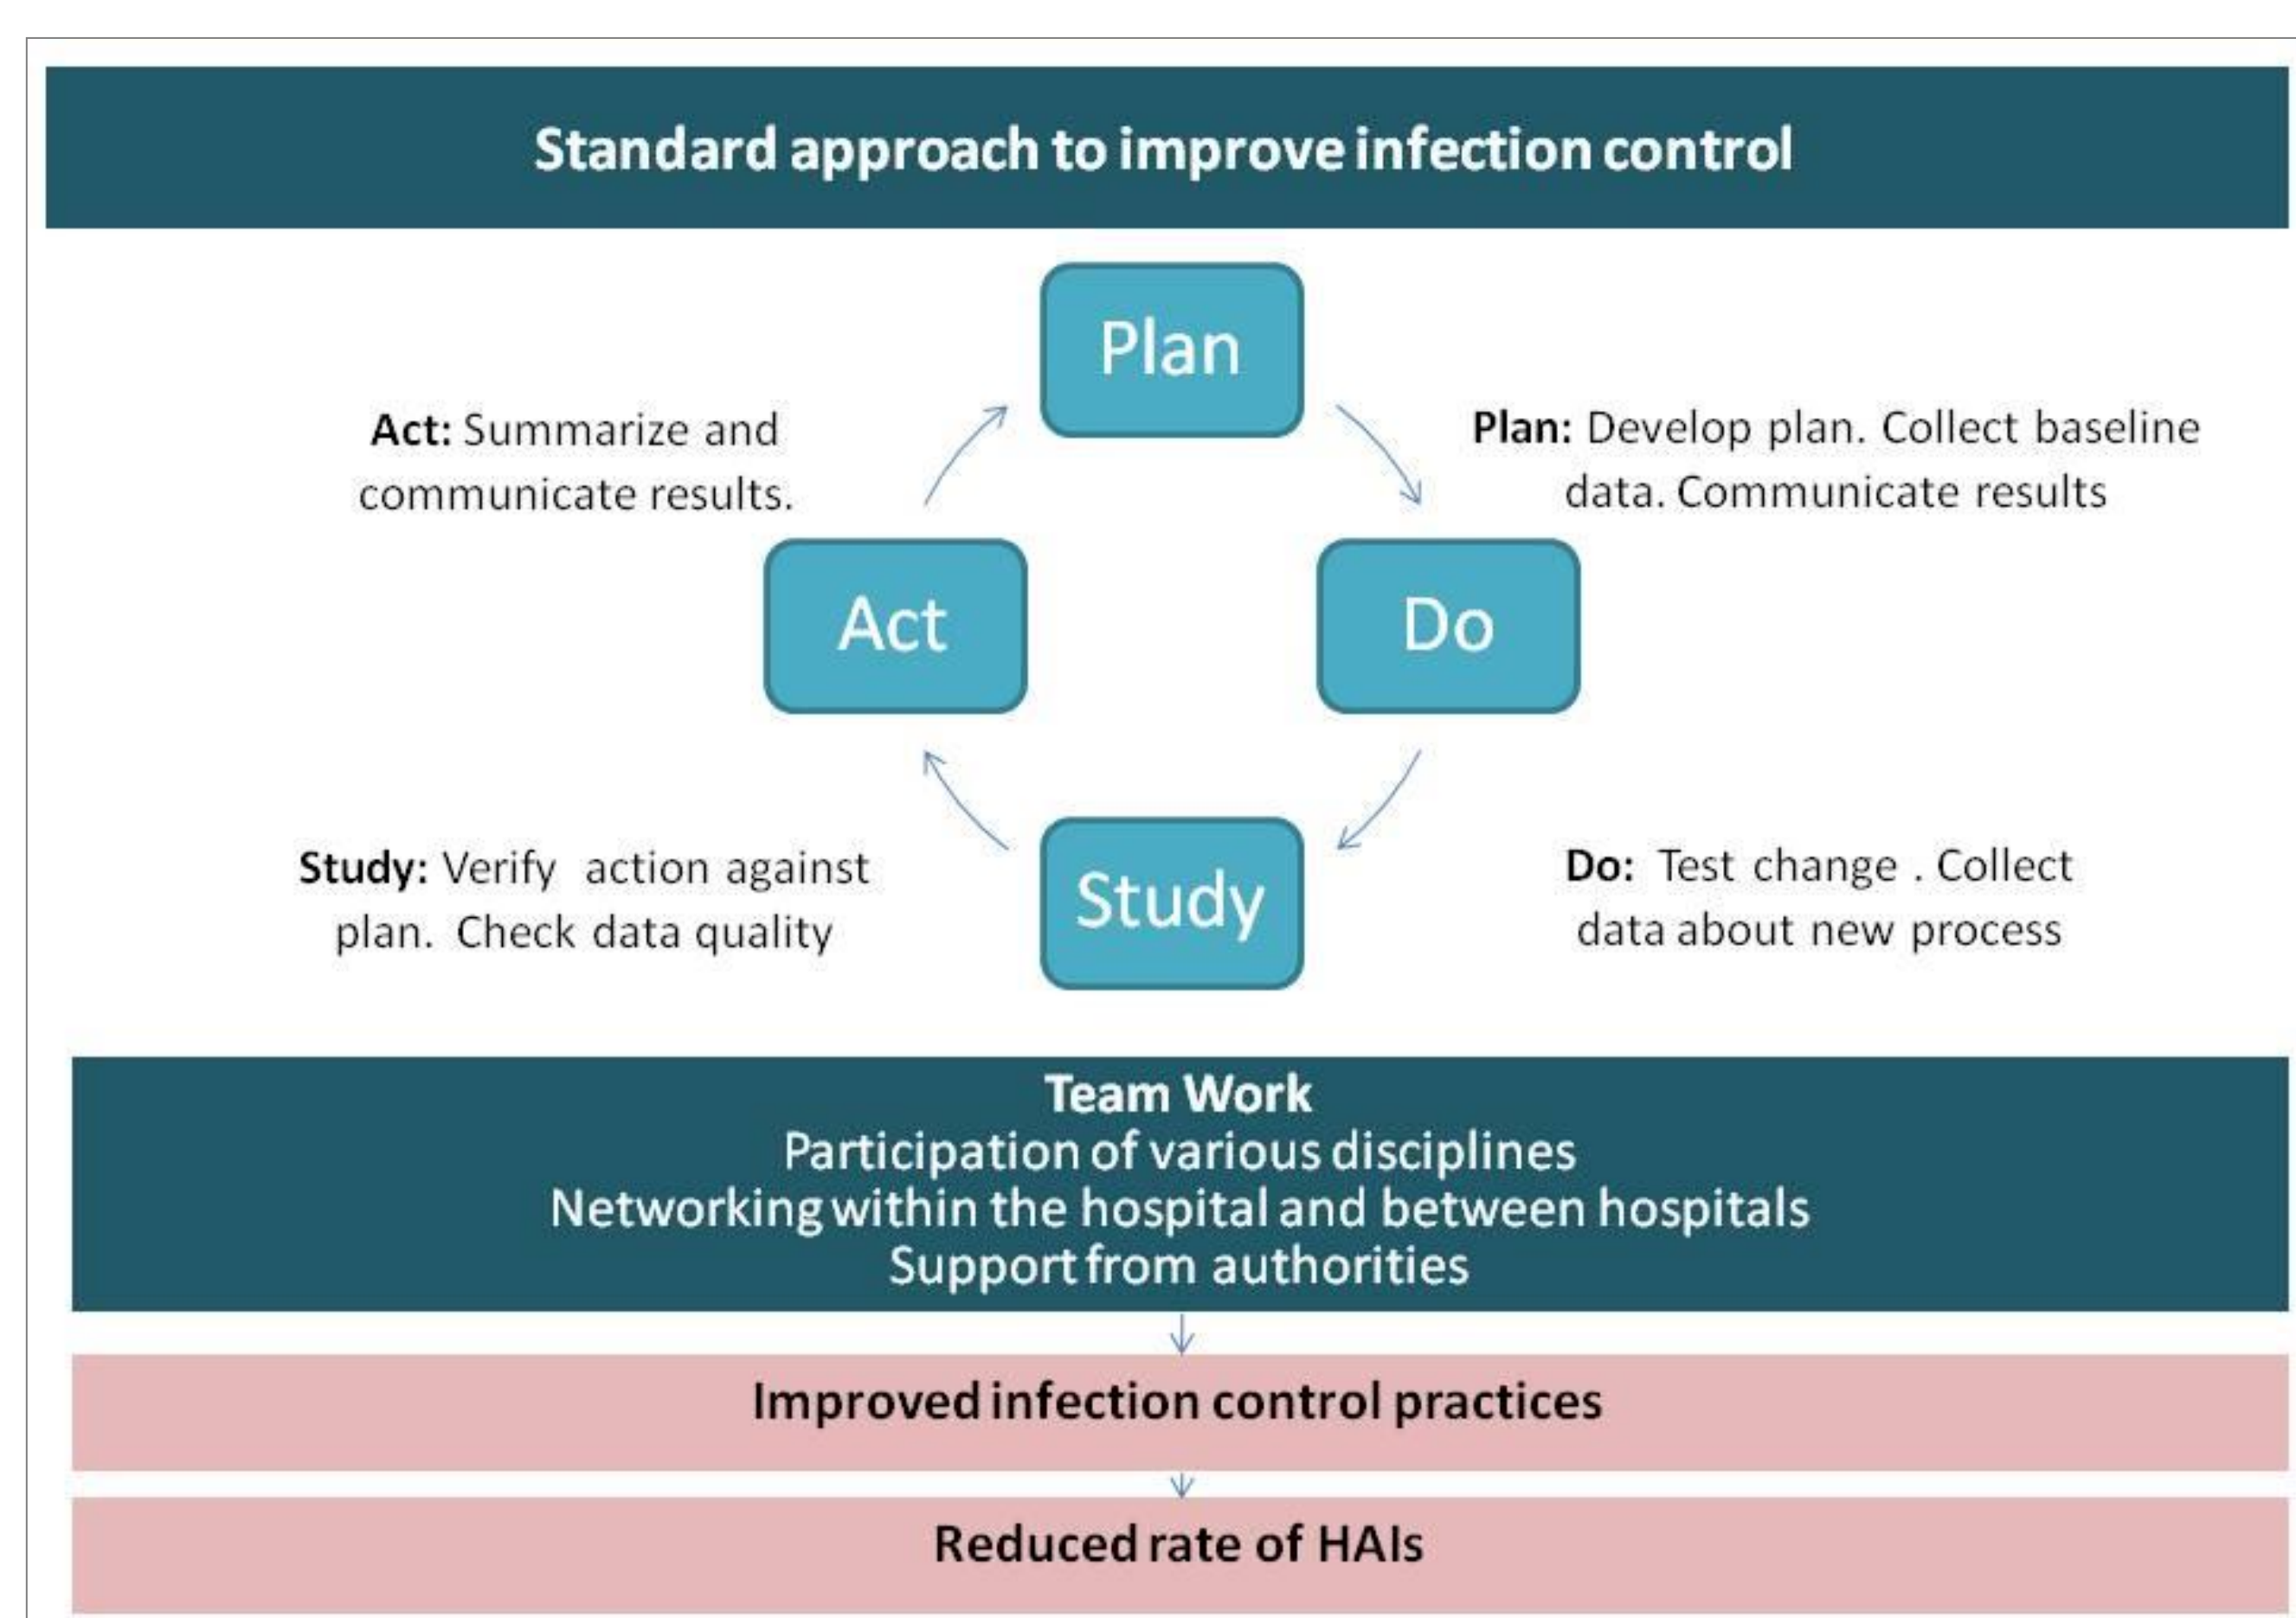 Standard approach to improve infection control
Plan
Act: Summarize and
communicate results.
Plan: Develop plan. Collect baseline
data. Communicate results
Act
Do
Study: Verify action against
plan. Check data quality
Study
Do: Test change . Collect
data about new process
Team Work
Participation of various disciplines
Networking within the hospital and between hospitals
Support from authorities
Improved infection control practices
Reduced rate of HAIs